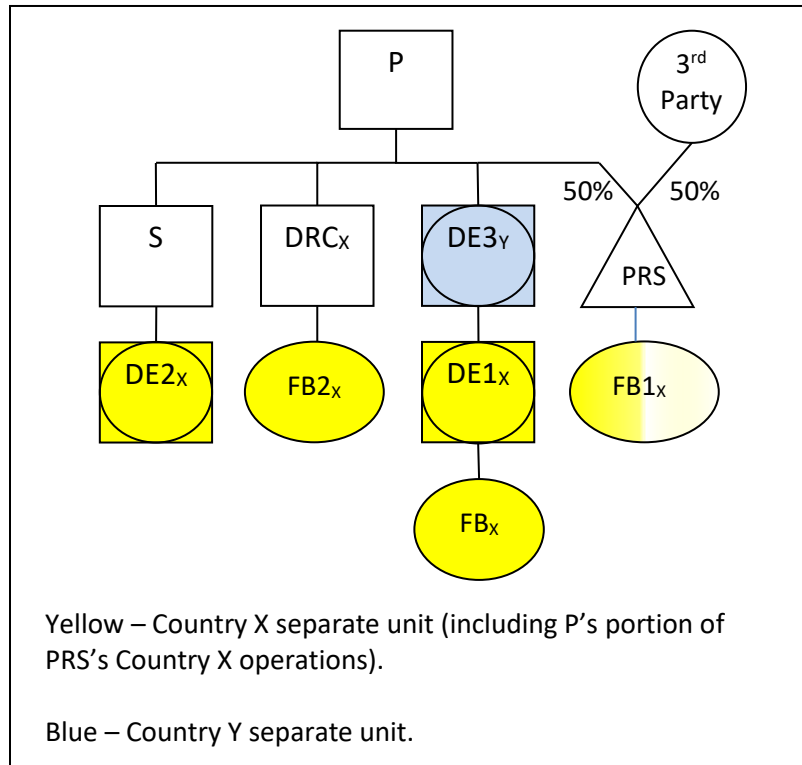 P
3rd
Party
50% 50%
S DRCX DE3Y PRS
DE2X FB2X DE1X FB1X
FBX
Yellow – Country X separate unit (including P’s portion of
PRS’s Country X operations).
Blue – Country Y separate unit.